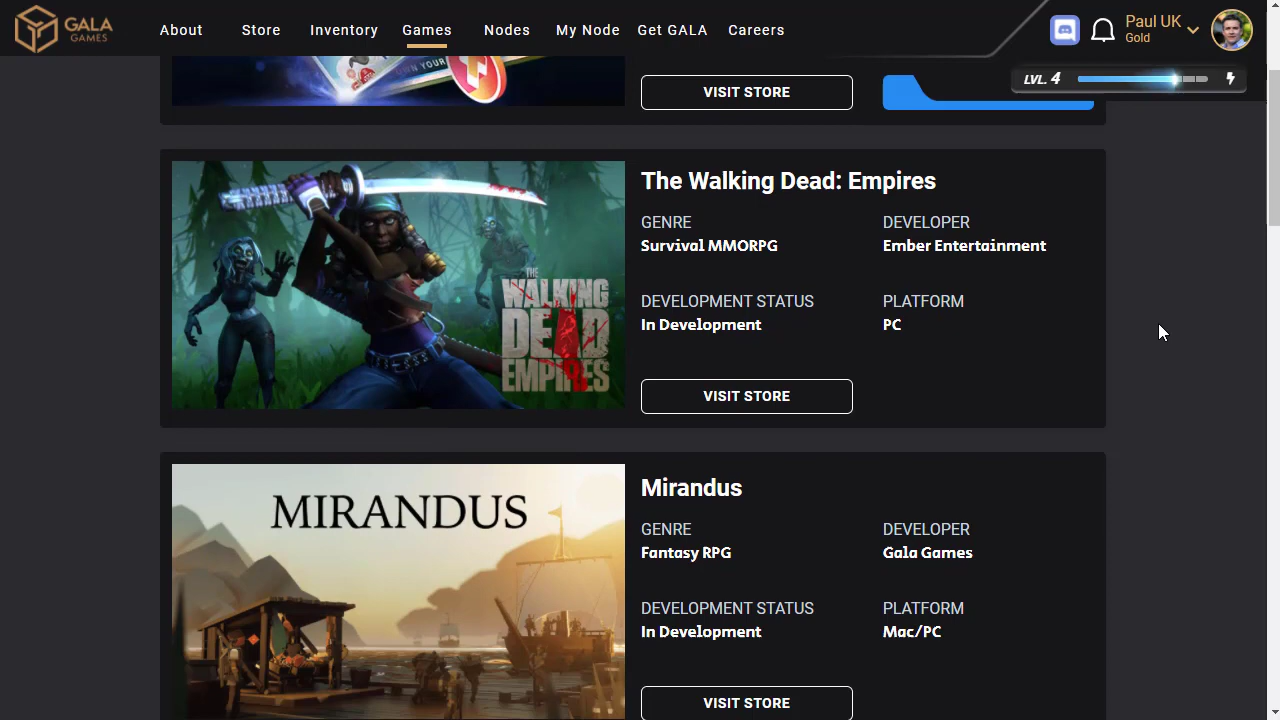 GALA
GAMES
About Store Inventory Games Nodes My Node Get GALA Careers
Paul UK
Gold
LVL. 4
OWN YOUR
VISIT STORE
The Walking Dead: Empires
GENRE DEVELOPER
Survival MMORPG Ember Entertainment
DEVELOPMENT STATUS PLATFORM
In Development PC
VISIT STORE
THE
WALKING
DEAD
EMPIRES
MIRANDUS
Mirandus
GENRE DEVELOPER
Fantasy RPG Gala Games
DEVELOPMENT STATUS PLATFORM
In Development Mac/PC
VISIT STORE